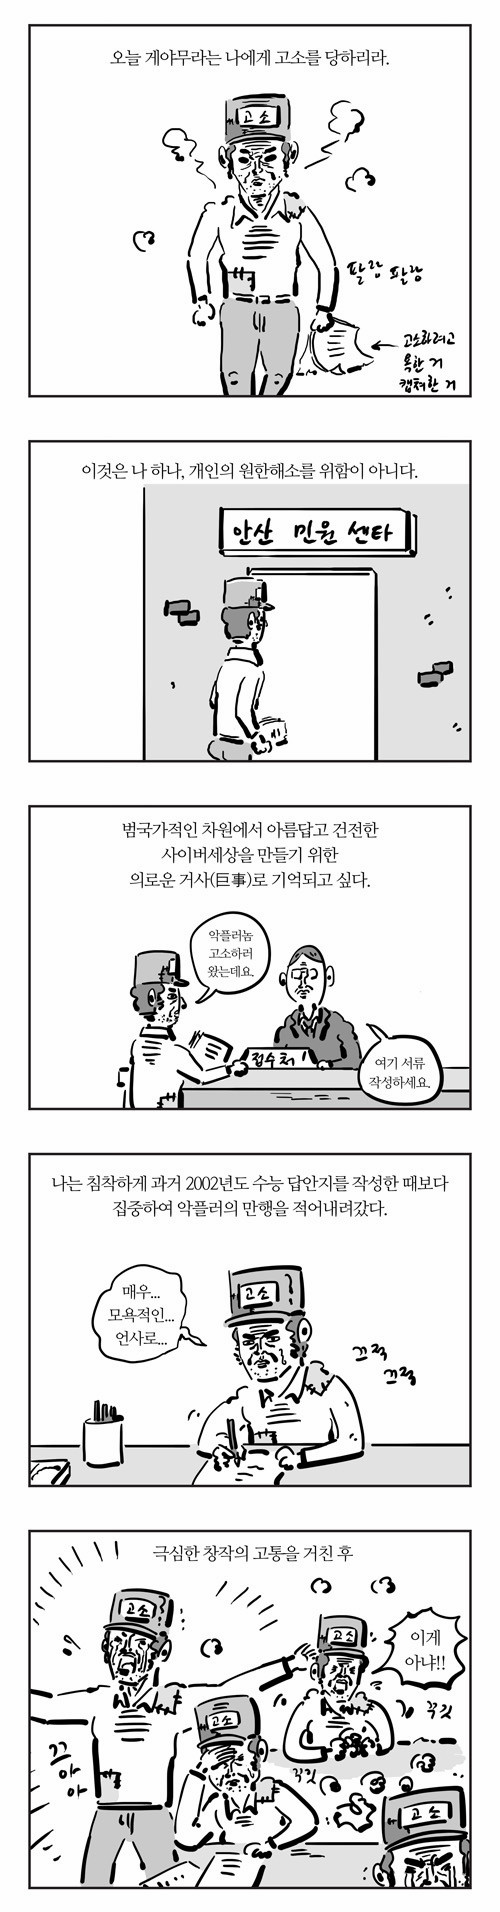 오늘 게야무라는 나에게 고소를 당하리라.
고소
팔랑 팔랑
고소하려고
욕한 거
캡쳐한 거
이것은 나 하나, 개인의 원한해소를 위함이 아니다.
안산 민원 센타
범국가적인 차원에서 아름답고 건전한
사이버세상을 만들기 위한
의로운 거사(巨事)로 기억되고 싶다.
악플러놈
고소하러
왔는데요.
접수처
여기 서류
작성하세요.
나는 침착하게 과거 2002년도 수능 답안지를 작성한 때보다
집중하여 악플러의 만행을 적어내려갔다.
매우...
모욕적인...
언사로...
고소
끄적
끄적
극심한 창작의 고통을 거친 후
고소
고소
이게
아냐!!
고소
끄
아
아
꾸깃
꾸깃
고소